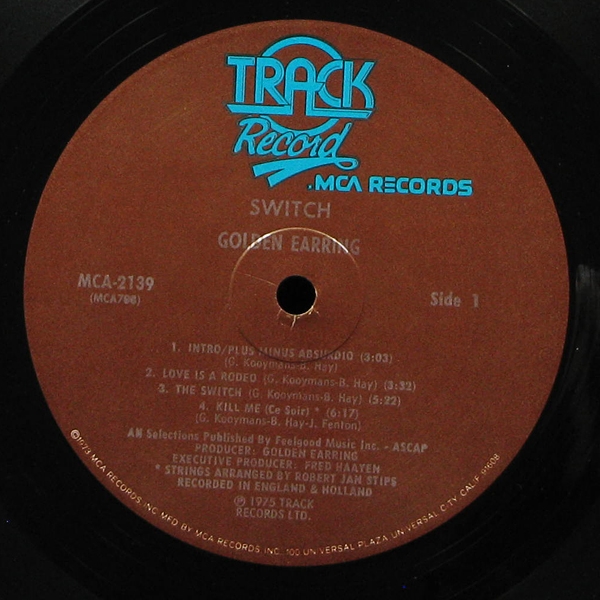 TRACK
Record
.MCA RECORDS
SWITCH
GOLDEN EARRING
MCA-2139
(MCA788)
Side 1
1. INTRO/PLUS MINUS ABSURDIO (3:03)
(G. Kooymans-B. Hay)
2. LOVE IS A RODEO (G. Kooymans-B. Hay) (3:32)
3. THE SWITCH (G. Kooymans-B. Hay) (5:22)
4. KILL ME (Ce Soir) * (6:17)
(G. Kooymans-B. Hay-J. Fenton)
All Selections Published By Feelgood Music Inc. - ASCAP
PRODUCER: GOLDEN EARRING
EXECUTIVE PRODUCER: FRED HAAYEN
* STRINGS ARRANGED BY ROBERT JAN STIPS
RECORDED IN ENGLAND & HOLLAND
℗ 1975 TRACK
RECORDS LTD.
©1973 MCA RECORDS INC. MFD BY MCA RECORDS INC., 100 UNIVERSAL PLAZA, UNIVERSAL CITY, CALIF. 91608